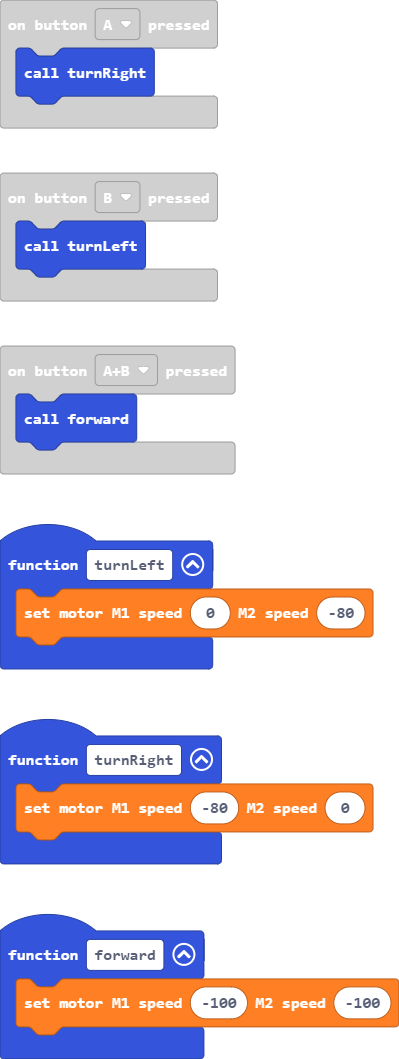 on button A pressed
call turnRight
on button B pressed
call turnLeft
on button A+B pressed
call forward
function turnLeft
set motor M1 speed 0 M2 speed -80
function turnRight
set motor M1 speed -80 M2 speed 0
function forward
set motor M1 speed -100 M2 speed -100